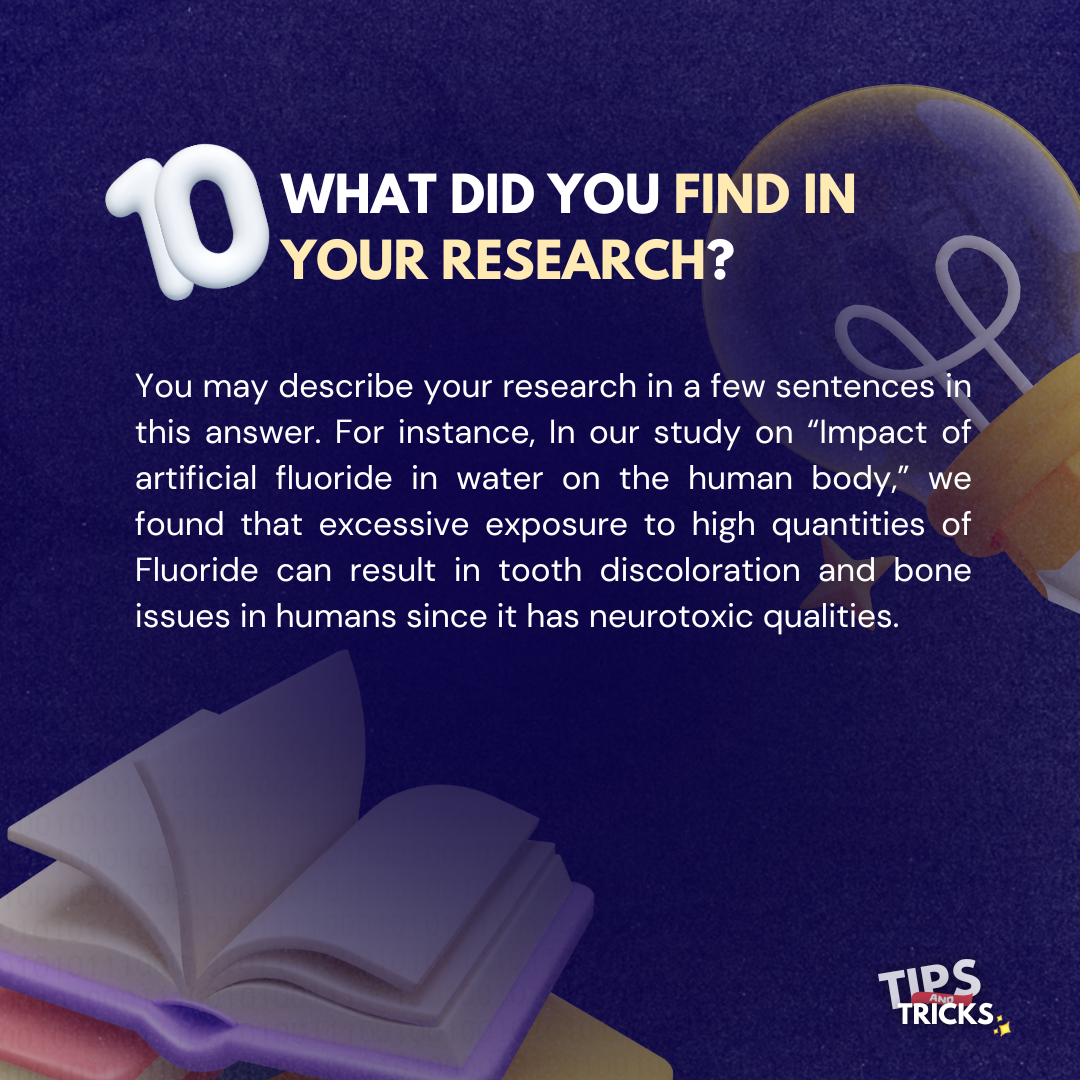 10
WHAT DID YOU FIND IN
YOUR RESEARCH?
You may describe your research in a few sentences in
this answer. For instance, In our study on “Impact of
artificial fluoride in water on the human body,” we
found that excessive exposure to high quantities of
Fluoride can result in tooth discoloration and bone
issues in humans since it has neurotoxic qualities.
TIPS
AND
TRICKS